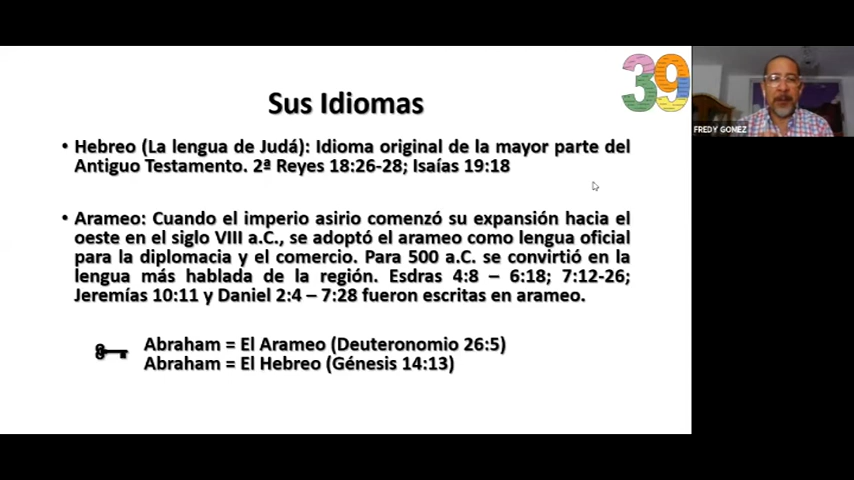 39
Sus Idiomas
• Hebreo (La lengua de Judá): Idioma original de la mayor parte del
Antiguo Testamento. 2ª Reyes 18:26-28; Isaías 19:18
• Arameo: Cuando el imperio asirio comenzó su expansión hacia el
oeste en el siglo VIII a.C., se adoptó el arameo como lengua oficial
para la diplomacia y el comercio. Para 500 a.C. se convirtió en la
lengua más hablada de la región. Esdras 4:8 – 6:18; 7:12-26;
Jeremías 10:11 y Daniel 2:4 – 7:28 fueron escritas en arameo.
Abraham = El Arameo (Deuteronomio 26:5)
Abraham = El Hebreo (Génesis 14:13)
FREDY GOMEZ